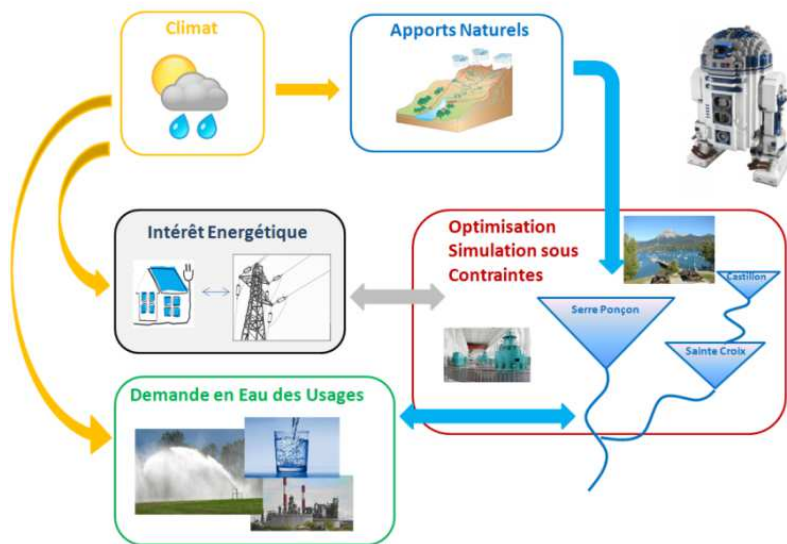 Climat
Apports Naturels
Intérêt Energétique
Optimisation
Simulation sous
Contraintes
Castillon
Serre Ponçon
Sainte Croix
Demande en Eau des Usages